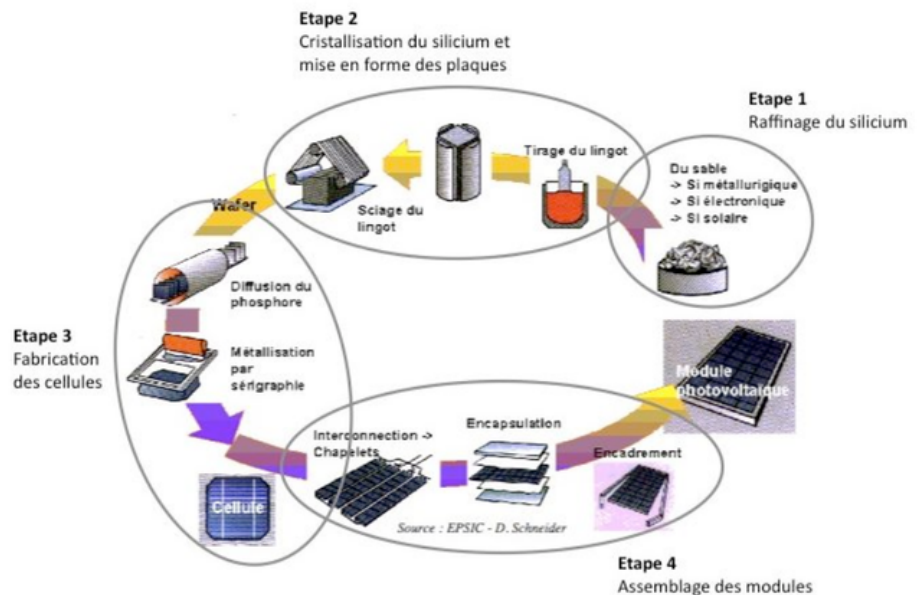 Etape 1
Raffinage du silicium
Du sable
-> Si métallurigique
-> Si électronique
-> Si solaire
Etape 2
Cristallisation du silicium et
mise en forme des plaques
Tirage du lingot
Sciage du
lingot
Wafer
Etape 3
Fabrication
des cellules
Diffusion du
phosphore
Métallisation
par
sérigraphie
Cellule
Interconnection ->
Chapelets
Encapsulation
Encadrement
Module
photovoltaïque
Source : EPSIC - D. Schneider
Etape 4
Assemblage des modules